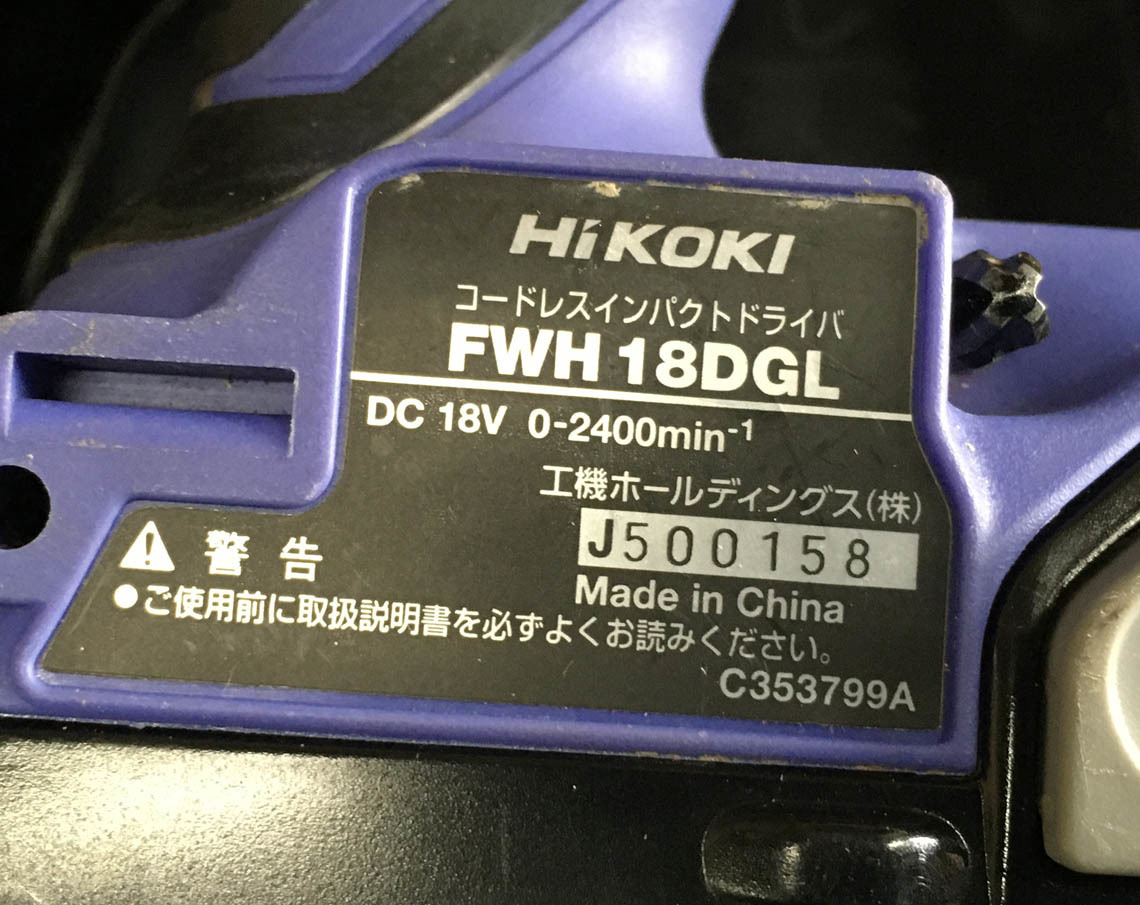 HiKOKI
コードレスインパクトドライバ
FWH 18DGL
DC 18V 0-2400min-1
工機ホールディングス(株)
J500158
Made in China
警告
●ご使用前に取扱説明書を必ずよくお読みください。
C353799A